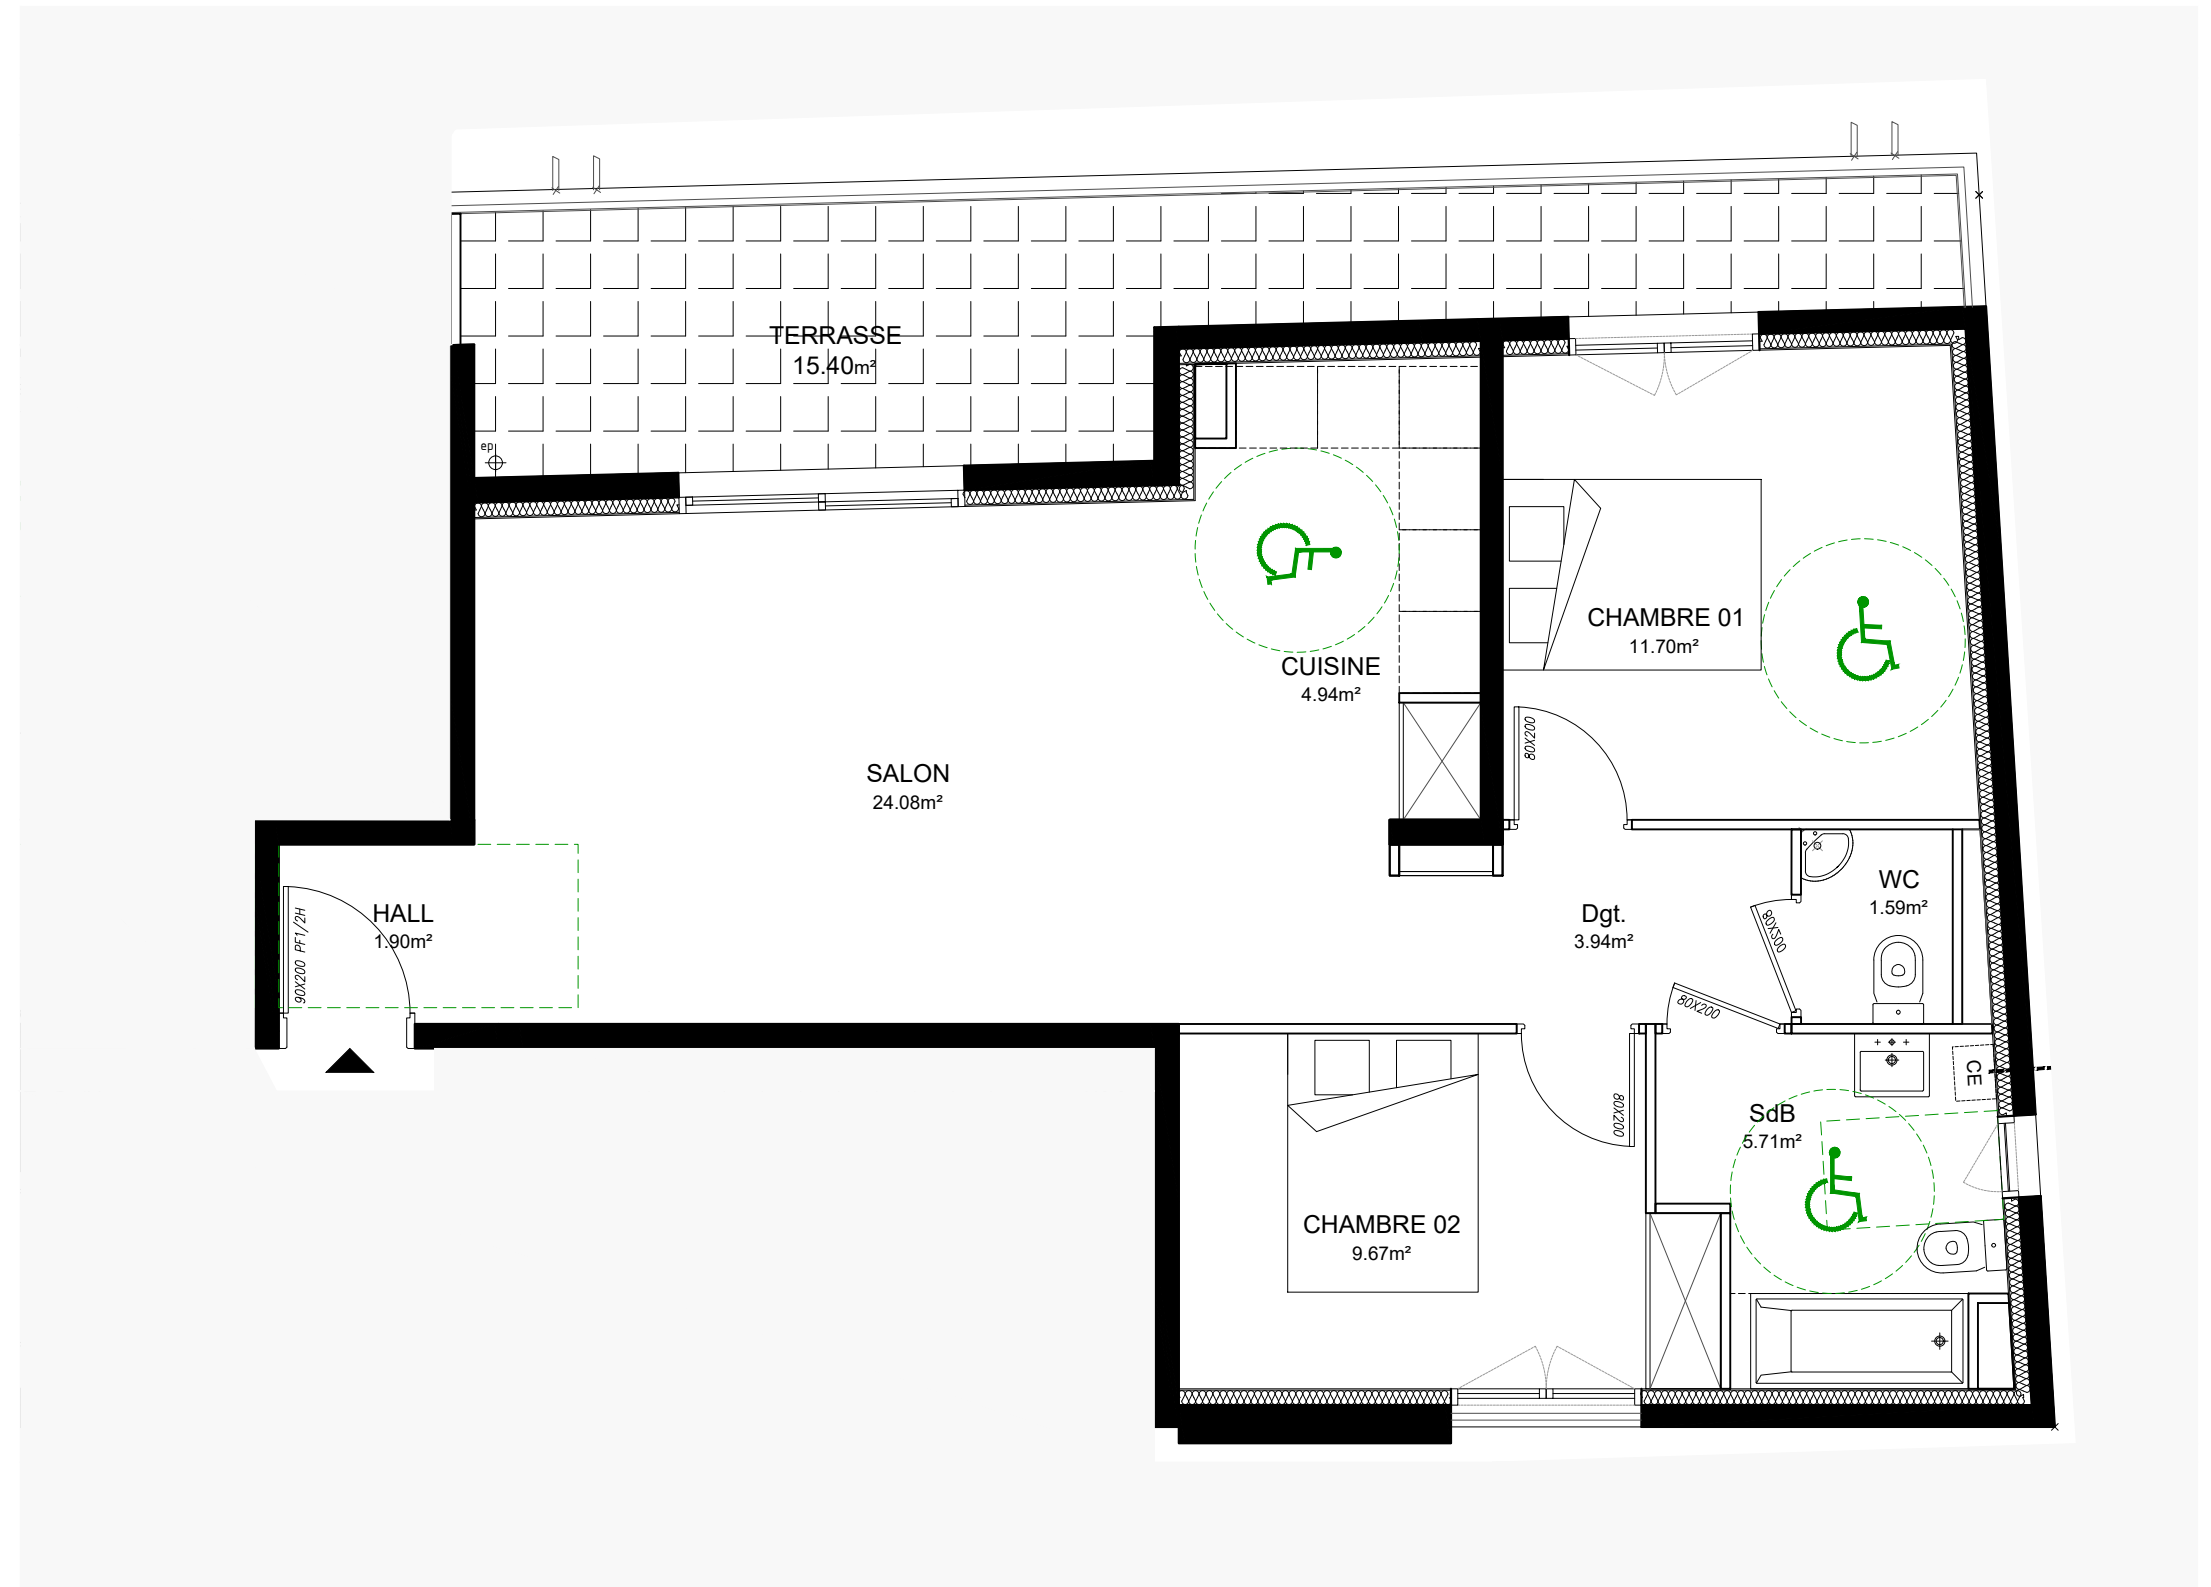 TERRASSE
15.40m²
ep
CHAMBRE 01
11.70m²
CUISINE
4.94m²
80X200
SALON
24.08m²
WC
1.59m²
HALL
1.90m²
90X200 PF1/2H
Dgt.
3.94m²
80X200
80X200
CE
SdB
5.71m²
80X200
CHAMBRE 02
9.67m²